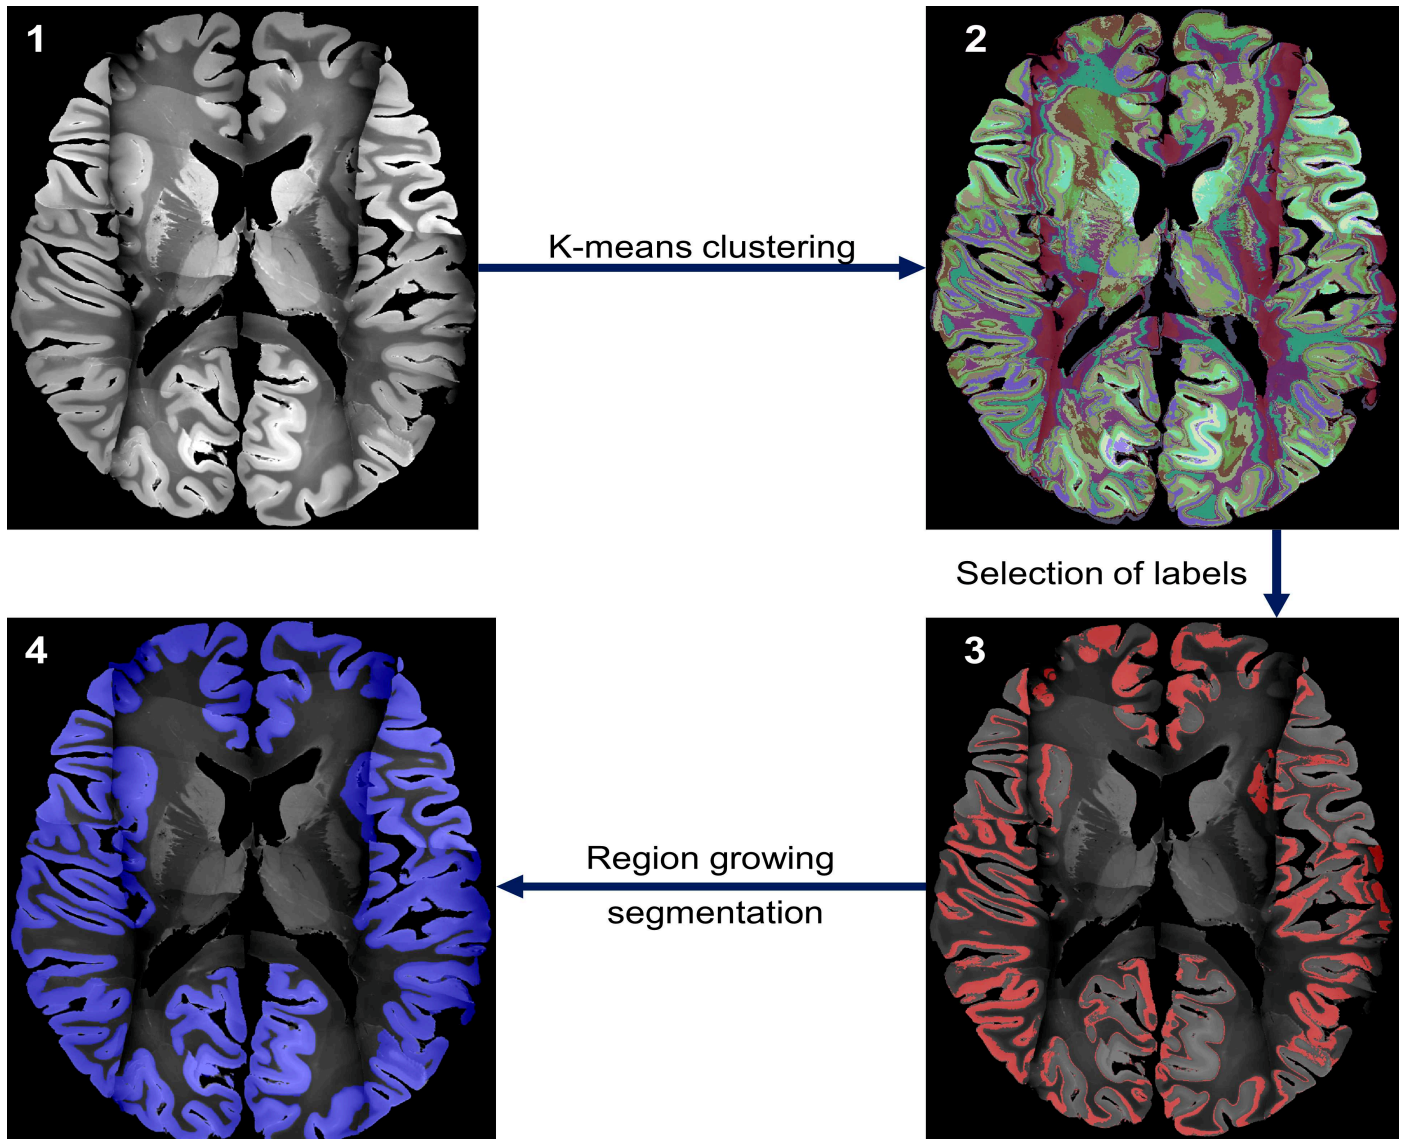 1
K-means clustering
2
Selection of labels
3
Region growing
segmentation
4